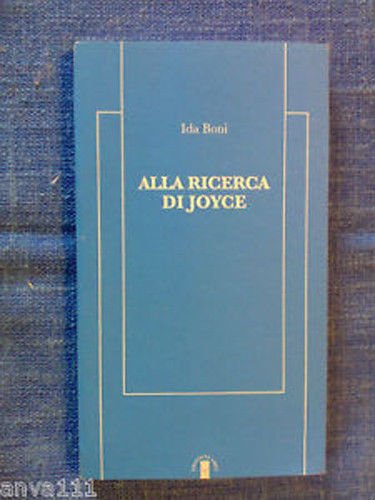 Ida Boni
ALLA RICERCA
DI JOYCE
anva111